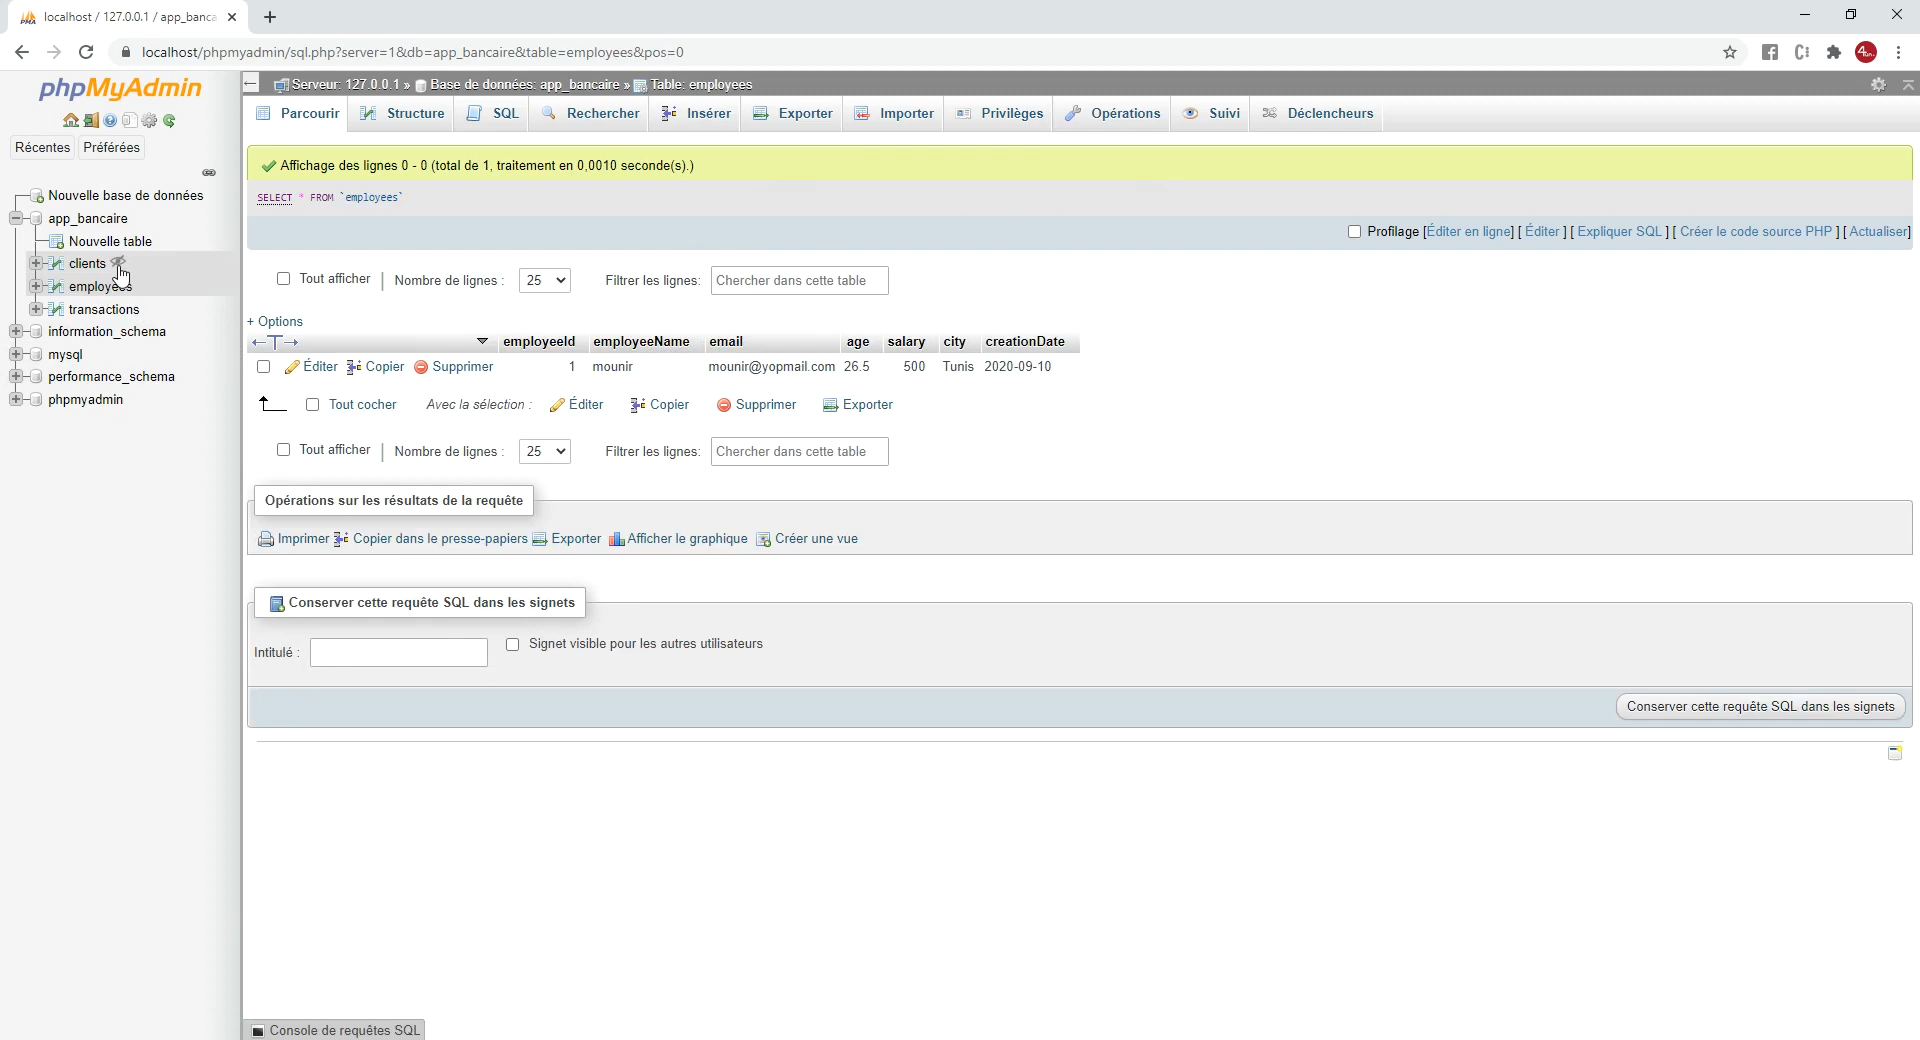 localhost / 127.0.0.1 / app_banca
localhost/phpmyadmin/sql.php?server=1&db=app_bancaire&table=employees&pos=0
phpMyAdmin
Récentes Préférées
Nouvelle base de données
app_bancaire
Nouvelle table
clients
employees
transactions
information_schema
mysql
performance_schema
phpmyadmin
Serveur: 127.0.0.1 » Base de données: app_bancaire » Table: employees
Parcourir Structure SQL Rechercher Insérer Exporter Importer Privilèges Opérations Suivi Déclencheurs
Affichage des lignes 0 - 0 (total de 1, traitement en 0,0010 seconde(s).)
SELECT * FROM `employees`
Profilage [Éditer en ligne] [ Éditer ] [ Expliquer SQL ] [ Créer le code source PHP ] [ Actualiser]
Tout afficher | Nombre de lignes : 25 Filtrer les lignes: Chercher dans cette table
+ Options
←T→ employeeId employeeName email age salary city creationDate
Éditer Copier Supprimer 1 mounir mounir@yopmail.com 26.5 500 Tunis 2020-09-10
Tout cocher Avec la sélection : Éditer Copier Supprimer Exporter
Tout afficher | Nombre de lignes : 25 Filtrer les lignes: Chercher dans cette table
Opérations sur les résultats de la requête
Imprimer Copier dans le presse-papiers Exporter Afficher le graphique Créer une vue
Conserver cette requête SQL dans les signets
Intitulé : Signet visible pour les autres utilisateurs
Conserver cette requête SQL dans les signets
Console de requêtes SQL